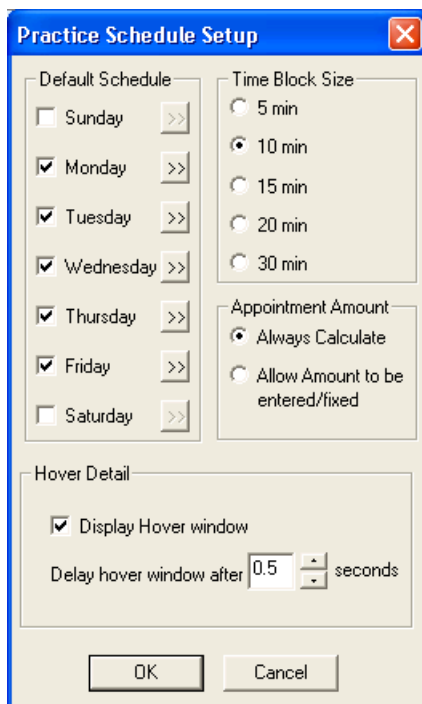 Practice Schedule Setup
Default Schedule
Sunday >>
Monday >>
Tuesday >>
Wednesday >>
Thursday >>
Friday >>
Saturday >>
Time Block Size
5 min
10 min
15 min
20 min
30 min
Appointment Amount
Always Calculate
Allow Amount to be
entered/fixed
Hover Detail
Display Hover window
Delay hover window after 0.5 seconds
OK Cancel